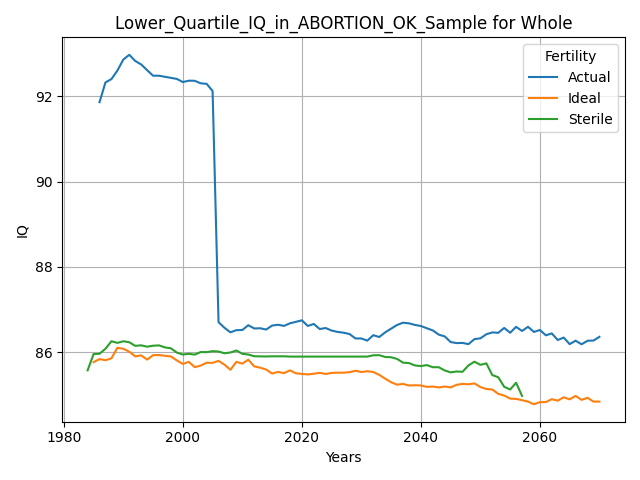 Lower_Quartile_IQ_in_ABORTION_OK_Sample for Whole
Fertility
Actual
Ideal
Sterile
IQ
92
90
88
86
1980
2000
2020
2040
2060
Years